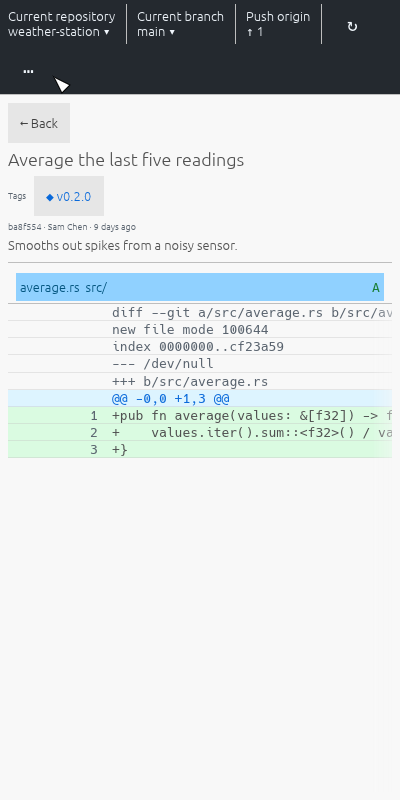 Current repository
weather-station ▾
Current branch
main ▾
Push origin
↑ 1
↻
…
← Back
Average the last five readings
Tags
◆ v0.2.0
ba8f554 · Sam Chen · 9 days ago
Smooths out spikes from a noisy sensor.
average.rs src/ A
diff --git a/src/average.rs b/src/av
new file mode 100644
index 0000000..cf23a59
--- /dev/null
+++ b/src/average.rs
@@ -0,0 +1,3 @@
1 +pub fn average(values: &[f32]) -> f
2 +    values.iter().sum::<f32>() / va
3 +}